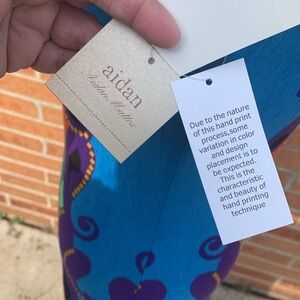 aidan
Aidan Mattox
Due to the nature
of this hand print
process,some
variation in color
and design
placement is to
be expected.
This is the
characteristic
and beauty of
hand printing
technique